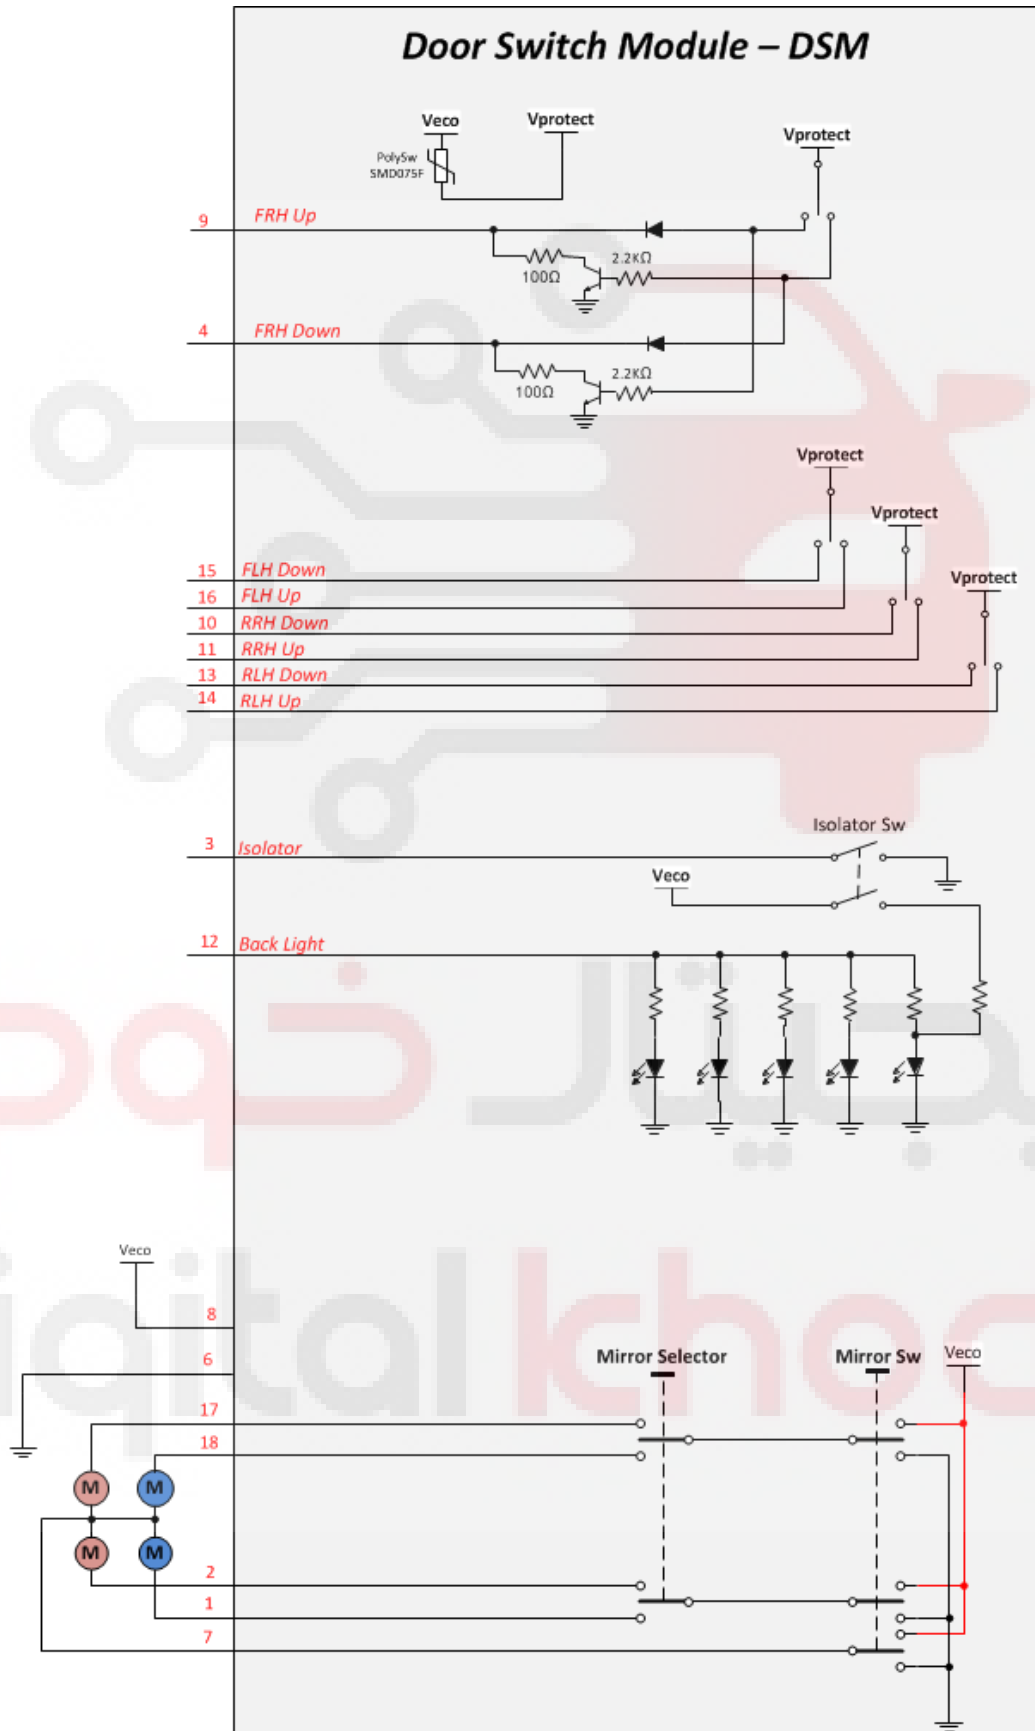 Door Switch Module – DSM
Veco
Vprotect
Vprotect
PolySw
SMD075F
9 FRH Up
100Ω
2.2KΩ
4 FRH Down
100Ω
2.2KΩ
Vprotect
Vprotect
Vprotect
15 FLH Down
16 FLH Up
10 RRH Down
11 RRH Up
13 RLH Down
14 RLH Up
Isolator Sw
3 Isolator
Veco
12 Back Light
Veco
8
6
Mirror Selector
Mirror Sw
Veco
17
18
M
M
M
M
2
1
7
digital khod